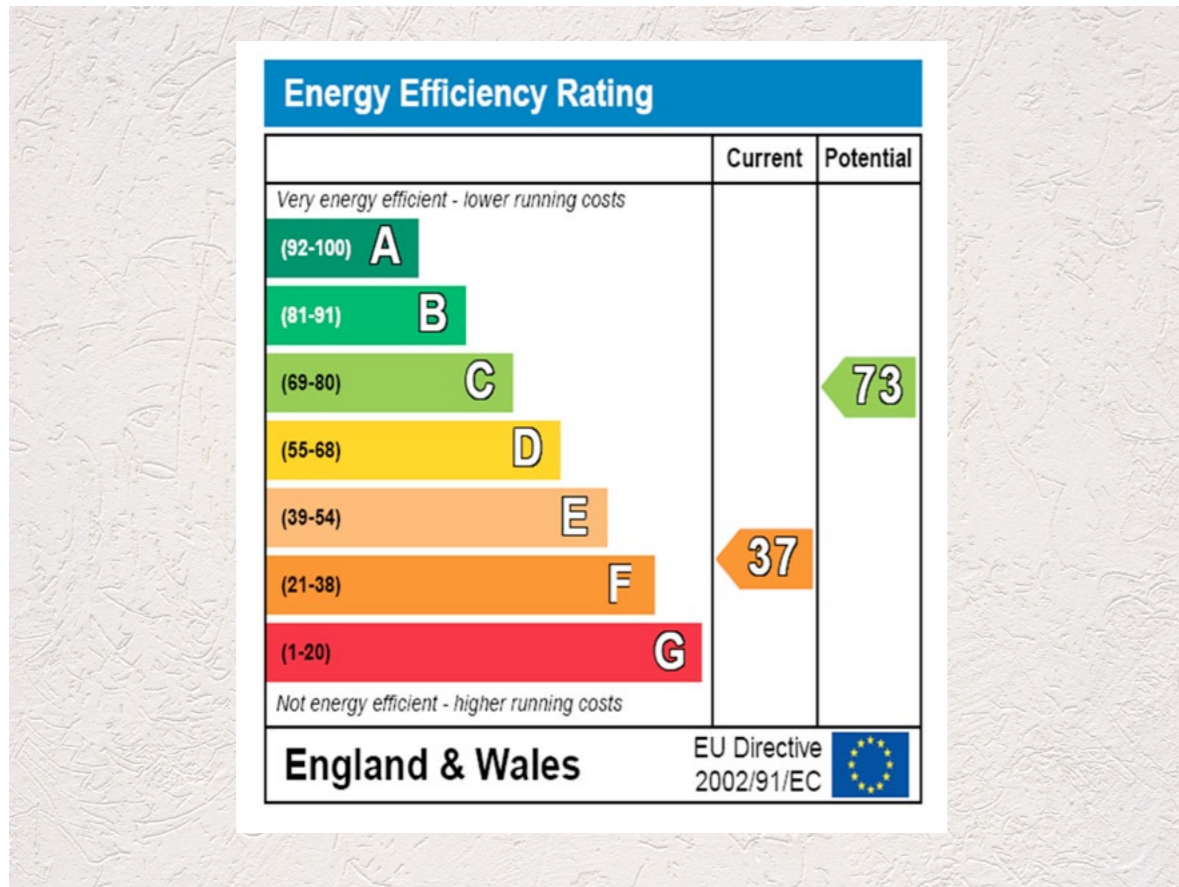 Energy Efficiency Rating
Current Potential
Very energy efficient - lower running costs
(92-100) A
(81-91) B
(69-80) C
73
(55-68) D
(39-54) E
37
(21-38) F
(1-20) G
Not energy efficient - higher running costs
England & Wales
EU Directive
2002/91/EC